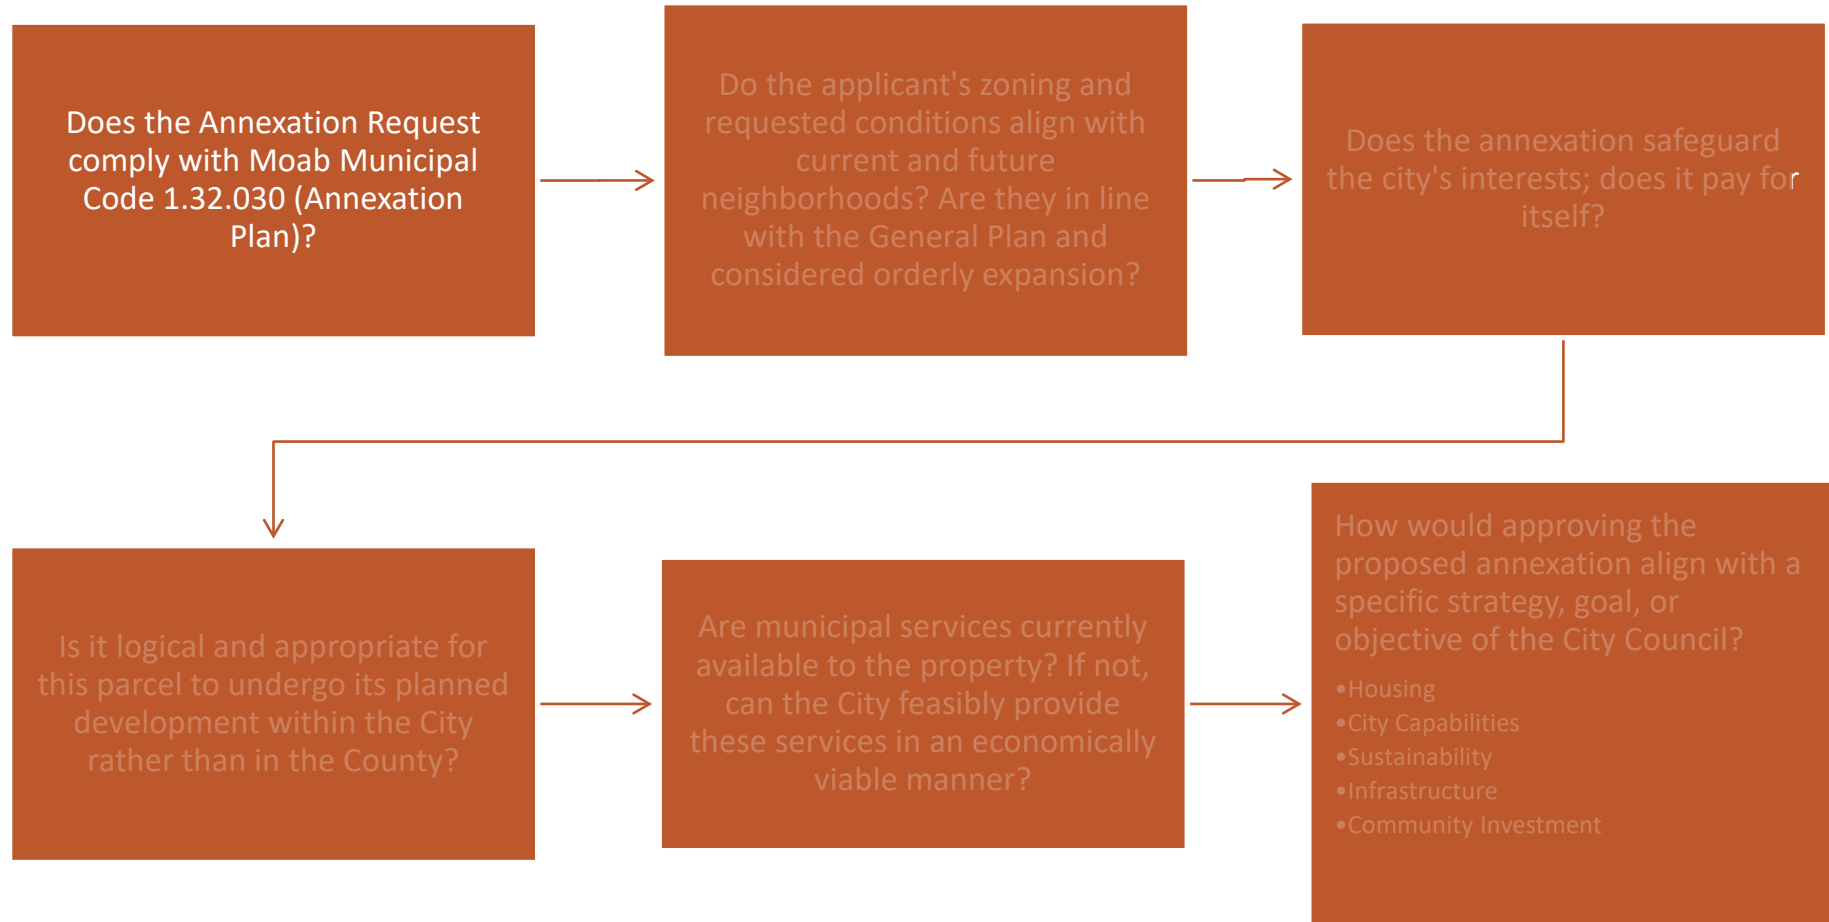 Does the Annexation Request
comply with Moab Municipal
Code 1.32.030 (Annexation
Plan)?
Do the applicant's zoning and
requested conditions align with
current and future
neighborhoods? Are they in line
with the General Plan and
considered orderly expansion?
Does the annexation safeguard
the city's interests; does it pay for
itself?
Is it logical and appropriate for
this parcel to undergo its planned
development within the City
rather than in the County?
Are municipal services currently
available to the property? If not,
can the City feasibly provide
these services in an economically
viable manner?
How would approving the
proposed annexation align with a
specific strategy, goal, or
objective of the City Council?
•Housing
•City Capabilities
•Sustainability
•Infrastructure
•Community Investment